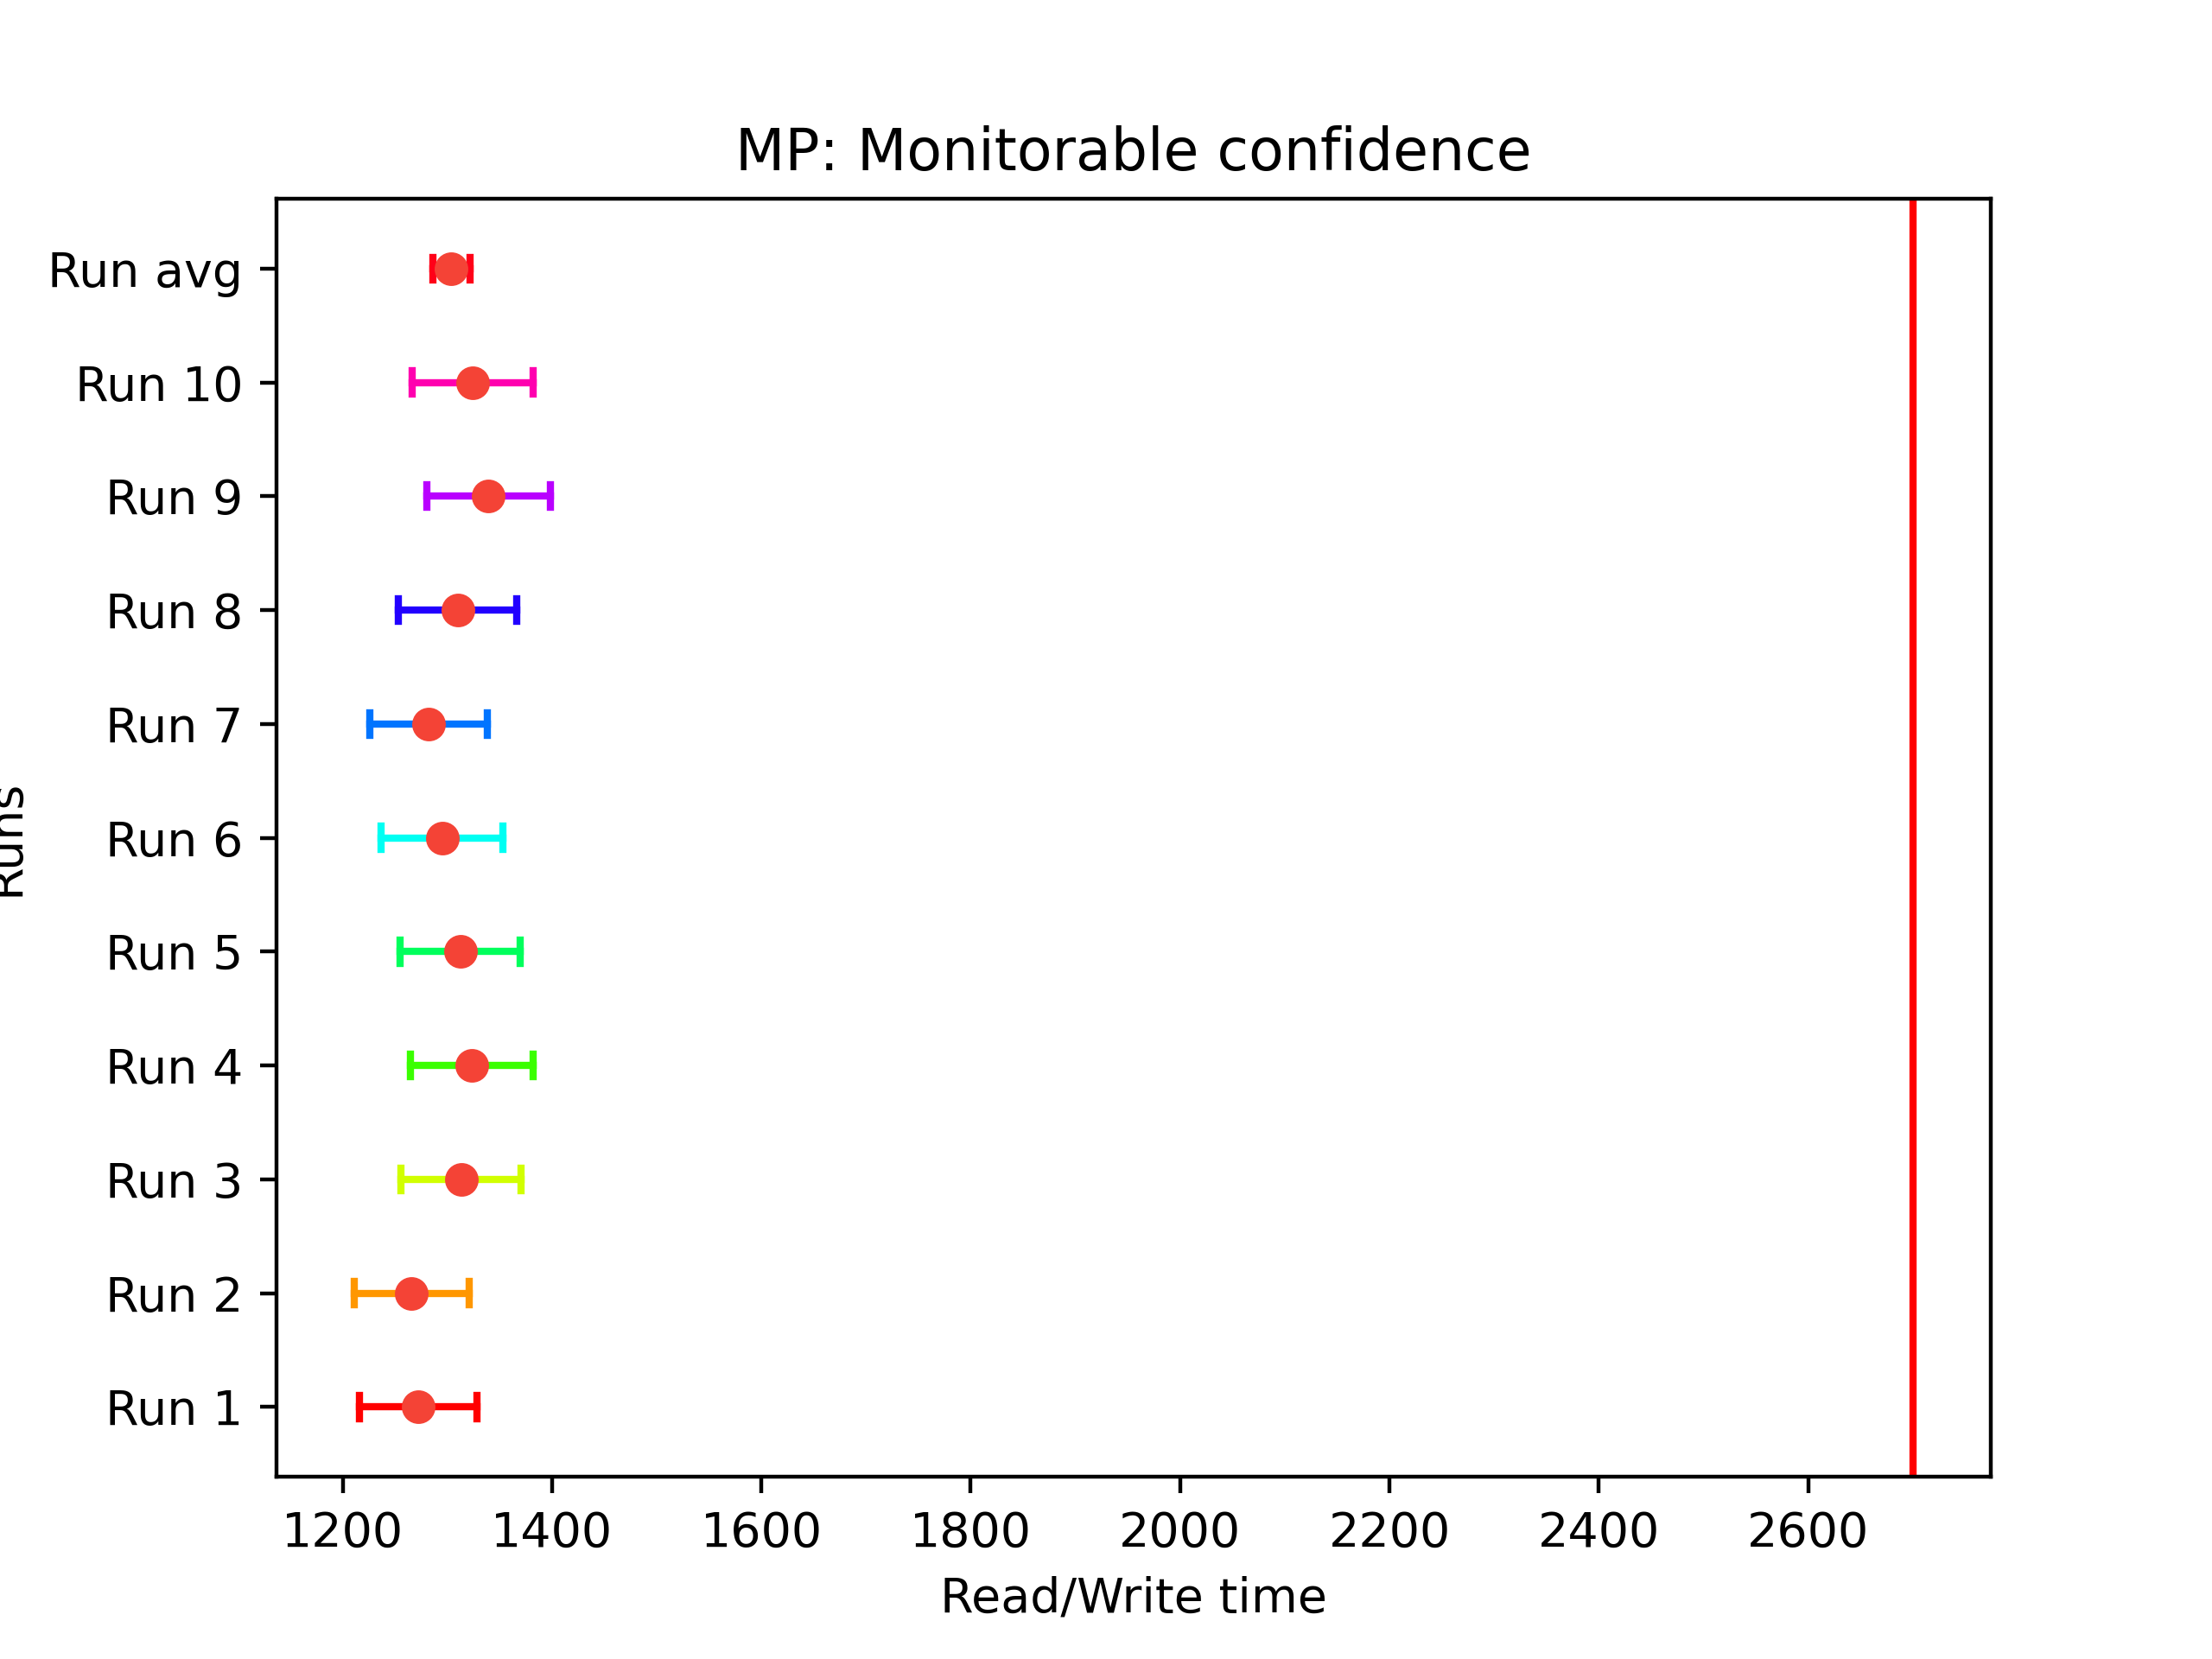 MP: Monitorable confidence
Run avg
Run 10
Run 9
Run 8
Run 7
Run 6
Run 5
Run 4
Run 3
Run 2
Run 1
Runs
1200 1400 1600 1800 2000 2200 2400 2600
Read/Write time